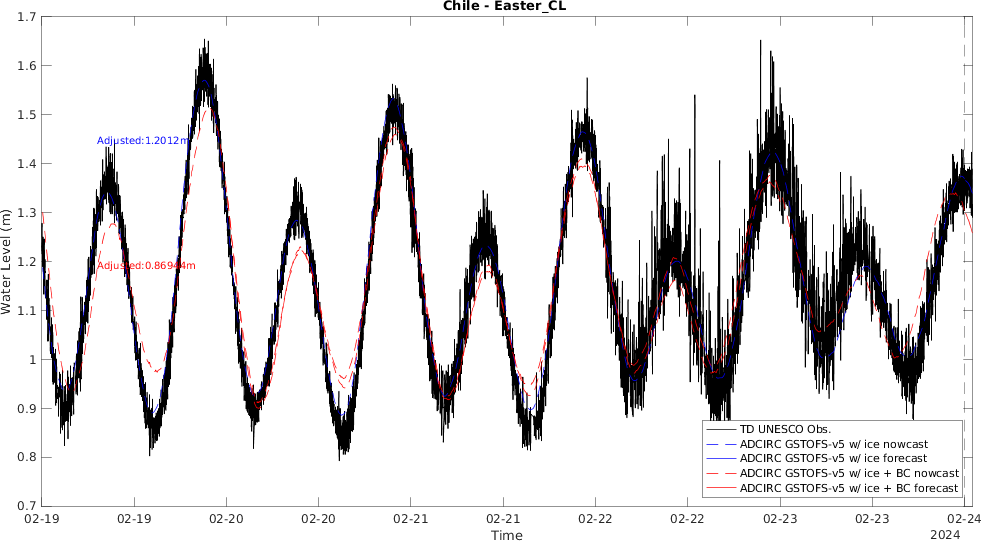 Chile - Easter_CL
1.7
1.6
1.5
1.4
1.3
1.2
1.1
1
0.9
0.8
0.7
Water Level (m)
Adjusted:1.2012m
Adjusted:0.86944m
TD UNESCO Obs.
ADCIRC GSTOFS-v5 w/ ice nowcast
ADCIRC GSTOFS-v5 w/ ice forecast
ADCIRC GSTOFS-v5 w/ ice + BC nowcast
ADCIRC GSTOFS-v5 w/ ice + BC forecast
02-19 02-19 02-20 02-20 02-21 02-21 02-22 02-22 02-23 02-23 02-24
Time
2024